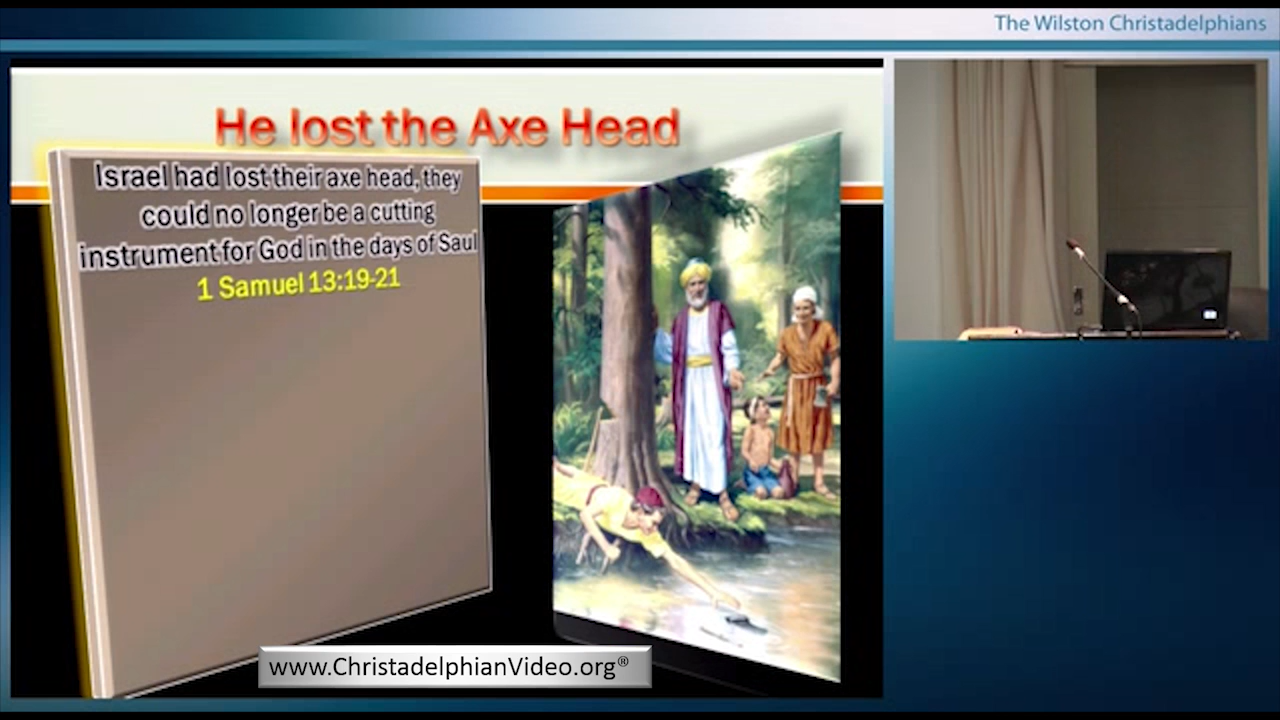 The Wilston Christadelphians
He lost the Axe Head
Israel had lost their axe head, they
could no longer be a cutting
instrument for God in the days of Saul
1 Samuel 13:19-21
www.ChristadelphianVideo.org®